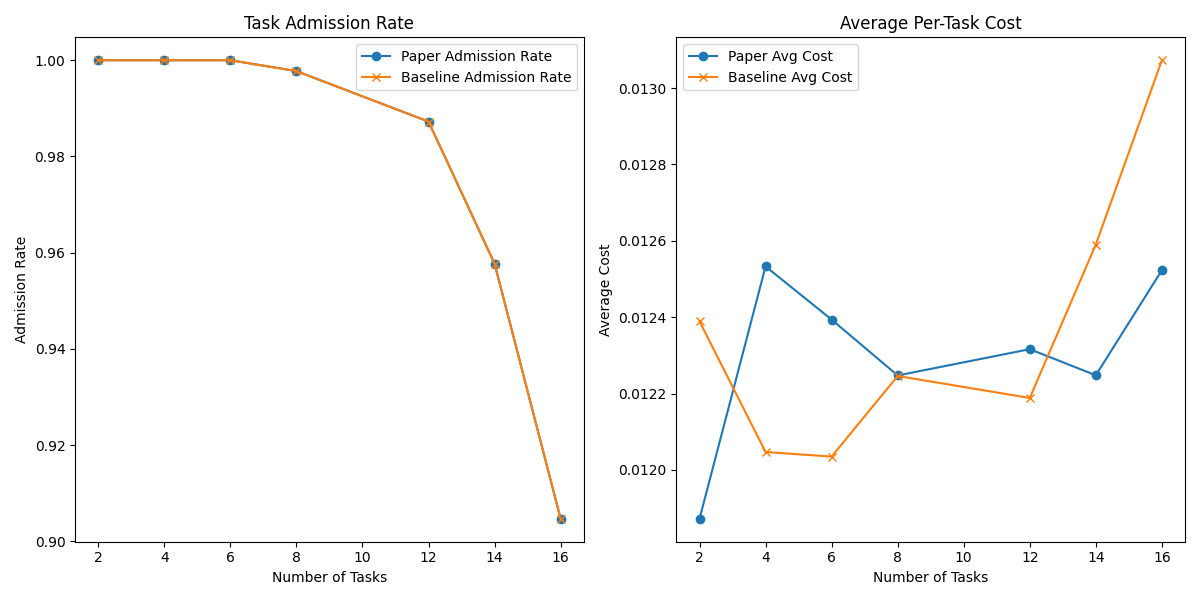 Task Admission Rate
Paper Admission Rate
Baseline Admission Rate
1.00
0.98
0.96
0.94
0.92
0.90
Admission Rate
2 4 6 8 10 12 14 16
Number of Tasks
Average Per-Task Cost
Paper Avg Cost
Baseline Avg Cost
0.0130
0.0128
0.0126
0.0124
0.0122
0.0120
Average Cost
2 4 6 8 10 12 14 16
Number of Tasks